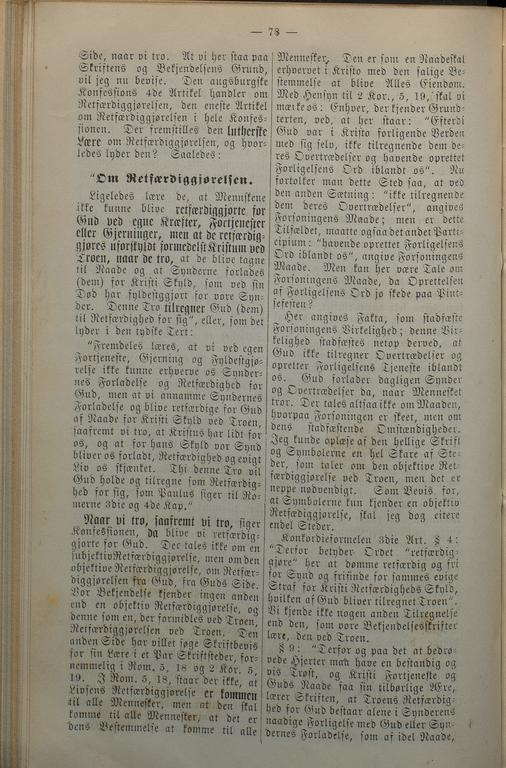 — 78 —
Side, naar vi tro. At vi her staa paa
Skriftens og Bekjendelsens Grund,
vil jeg nu bevise. Den augsburgske
Konfessions 4de Artikel handler om
Retfærdiggjørelsen, den eneste Artikel
om Retfærdiggjørelsen i hele Konfes-
sionen. Der fremstilles den lutherske
Lære om Retfærdiggjørelsen, og hvor-
ledes lyder den? Saaledes:
"Om Retfærdiggjørelsen.
Ligeledes lære de, at Menneskene
ikke kunne blive retfærdiggjorte for
Gud ved egne Kræfter, Fortjenester
eller Gjerninger, men at de retfærdig-
gjøres uforskyldt formedelst Kristum ved
Troen, naar de tro, at de blive tagne
til Naade og at Synderne forlades
(dem) for Kristi Skyld, som ved sin
Død har fyldestgjort for vore Syn-
der. Denne Tro tilregner Gud (dem)
til Retfærdighed for sig", eller, som det
lyder i den tydske Text:
"Fremdeles læres, at vi ved egen
Fortjeneste, Gjerning og Fyldestgjø-
relse ikke kunne erhverve os Synder-
nes Forladelse og Retfærdighed for
Gud, men at vi annamme Syndernes
Forladelse og blive retfærdige for Gud
af Naade for Kristi Skyld ved Troen,
saafremt vi tro, at Kristus har lidt for
os, og at for hans Skyld vor Synd
bliver os forladt, Retfærdighed og evigt
Liv os skjænket. Thi denne Tro vil
Gud holde og tilregne som Retfærdig-
hed for sig, som Paulus siger til Ro-
merne 3die og 4de Kap."
Naar vi tro, saafremt vi tro, siger
Konfessionen, da blive vi retfærdig-
gjorte for Gud. Der tales ikke om en
subjektiv Retfærdiggjørelse, men om den
objektive Retfærdiggjørelse, om Retfær-
diggjørelsen fra Gud, fra Guds Side.
Vor Bekjendelse kjender ingen anden
end en objektiv Retfærdiggjørelse, og
denne som en, der formidles ved Troen,
Retfærdiggjørelsen ved Troen. Den
anden Side har villet søge Skriftbevis
for sin Lære i et Par Skriftsteder, for-
nemmelig i Rom. 5, 18 og 2 Kor. 5,
19. I Rom. 5, 18, staar der ikke, at
Livsens Retfærdiggjørelse er kommen
til alle Mennesker, men at den skal
komme til alle Mennesker, at det er
dens Bestemmelse at komme til alle
Mennesker. Den er som en Naadeskal
erhvervet i Kristo med den salige Be-
stemmelse at blive Alles Eiendom.
Med Hensyn til 2 Kor., 5, 19, skal vi
mærke os: Enhver, der kjender Grund-
texten, ved, at her staar: "Efterdi
Gud var i Kristo forligende Verden
med sig selv, ikke tilregnende dem de-
res Overtrædelser og havende oprettet
Forligelsens Ord iblandt os". Nu
fortolker man dette Sted saa, at ved
den anden Sætning: "ikke tilregnende
dem deres Overtrædelser", angives
Forsoningens Maade; men er dette
Tilfældet, maatte ogsaa det andet Parti-
cipium: "havende oprettet Forligelsens
Ord iblandt os", angive Forsoningens
Maade. Men kan her være Tale om
Forsoningens Maade, da Oprettelsen
af Forligelsens Ord jo skede paa Pint-
sefesten?
Her angives Fakta, som stadfæste
Forsoningens Virkelighed; denne Vir-
kelighed stadfæstes netop derved, at
Gud ikke tilregner Overtrædelser og
opretter Forligelsens Tjeneste iblandt
os. Gud forlader dagligen Synder
og Overtrædelser da, naar Mennesket
tror. Der tales altsaa ikke om Maaden,
hvorpaa Forsoningen er skeet, men om
dens stadfæstende Omstændigheder.
Jeg kunde oplæse af den hellige Skrift
og Symbolerne en hel Skare af Ste-
der, som taler om den objektive Ret-
færdiggjørelse ved Troen, men det er
neppe nødvendigt. Som Bevis for,
at Symbolerne kun kjender en objektiv
Retfærdiggjørelse, skal jeg dog citere
endel Steder.
Konkordieformelen 3die Art. § 4:
"Derfor betyder Ordet "retfærdig-
gjøre" her at dømme retfærdig og fri
for Synd og frifinde for sammes evige
Straf for Kristi Retfærdigheds Skyld,
hvilken af Gud bliver tilregnet Troen".
Vi kjende ikke nogen anden Tilregnelse
end den, som vore Bekjendelsesskrifter
lære, den ved Troen.
§ 9: "Derfor og paa det at bedrø-
vede Hjerter maa have en bestandig og
vis Trøst, og Kristi Fortjeneste og
Guds Naade faa sin tilbørlige Ære,
lærer Skriften, at Troens Retfærdig-
hed for Gud bestaar alene i Synderens
naadige Forligelse med Gud eller Syn-
dernes Forladelse, som af idel Naade,